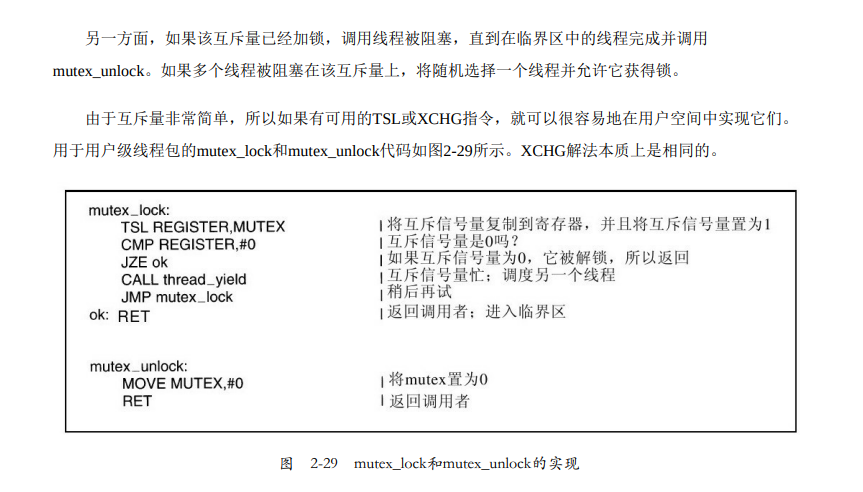 另一方面，如果该互斥量已经加锁，调用线程被阻塞，直到在临界区中的线程完成并调用
mutex_unlock。如果多个线程被阻塞在该互斥量上，将随机选择一个线程并允许它获得锁。
由于互斥量非常简单，所以如果有可用的TSL或XCHG指令，就可以很容易地在用户空间中实现它们。
用于用户级线程包的mutex_lock和mutex_unlock代码如图2-29所示。XCHG解法本质上是相同的。
mutex_lock:
TSL REGISTER,MUTEX | 将互斥信号量复制到寄存器，并且将互斥信号量置为1
CMP REGISTER,#0 | 互斥信号量是0吗？
JZE ok | 如果互斥信号量为0，它被解锁，所以返回
CALL thread_yield | 互斥信号量忙；调度另一个线程
JMP mutex_lock | 稍后再试
ok: RET | 返回调用者；进入临界区
mutex_unlock:
MOVE MUTEX,#0 | 将mutex置为0
RET | 返回调用者
图 2-29 mutex_lock和mutex_unlock的实现